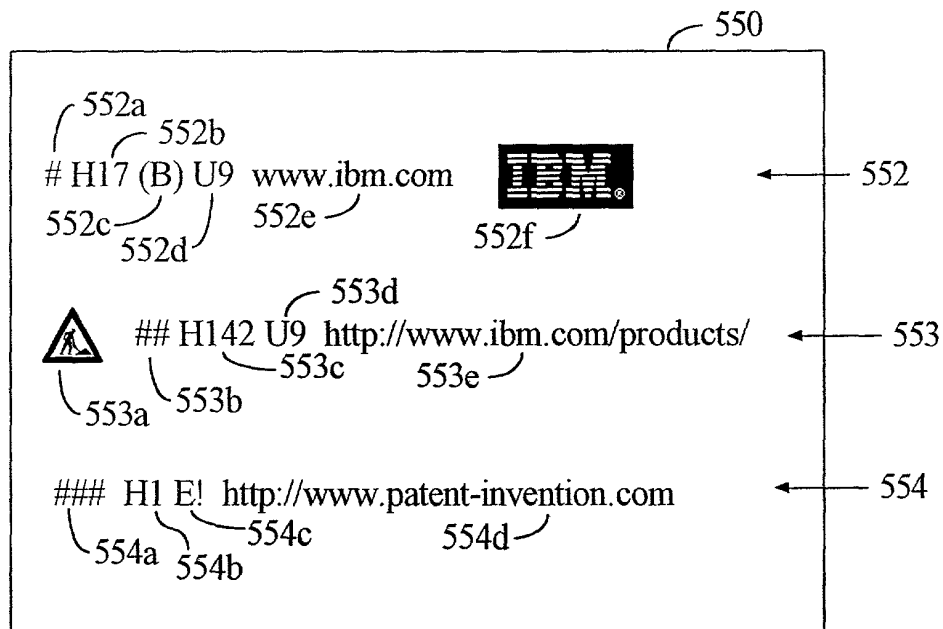 550
552a
552b
# H17 (B) U9 www.ibm.com IBM® 552
552c 552d 552e 552f
553d
## H142 U9 http://www.ibm.com/products/ 553
553a 553b 553c 553e
### H1 E! http://www.patent-invention.com 554
554a 554b 554c 554d